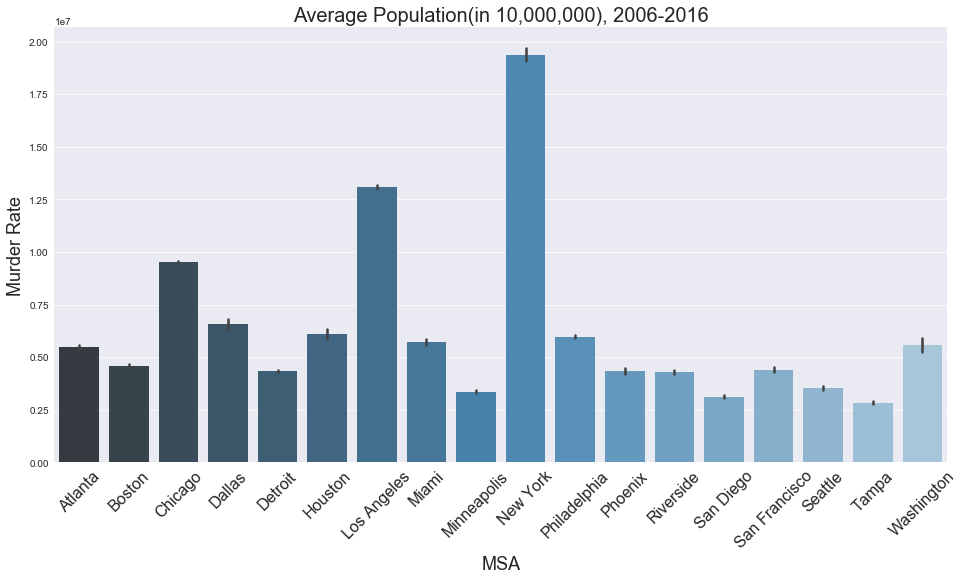 Average Population(in 10,000,000), 2006-2016
1e7
2.00
1.75
1.50
1.25
1.00
0.75
0.50
0.25
0.00
Murder Rate
Atlanta
Boston
Chicago
Dallas
Detroit
Houston
Los Angeles
Miami
Minneapolis
New York
Philadelphia
Phoenix
Riverside
San Diego
San Francisco
Seattle
Tampa
Washington
MSA